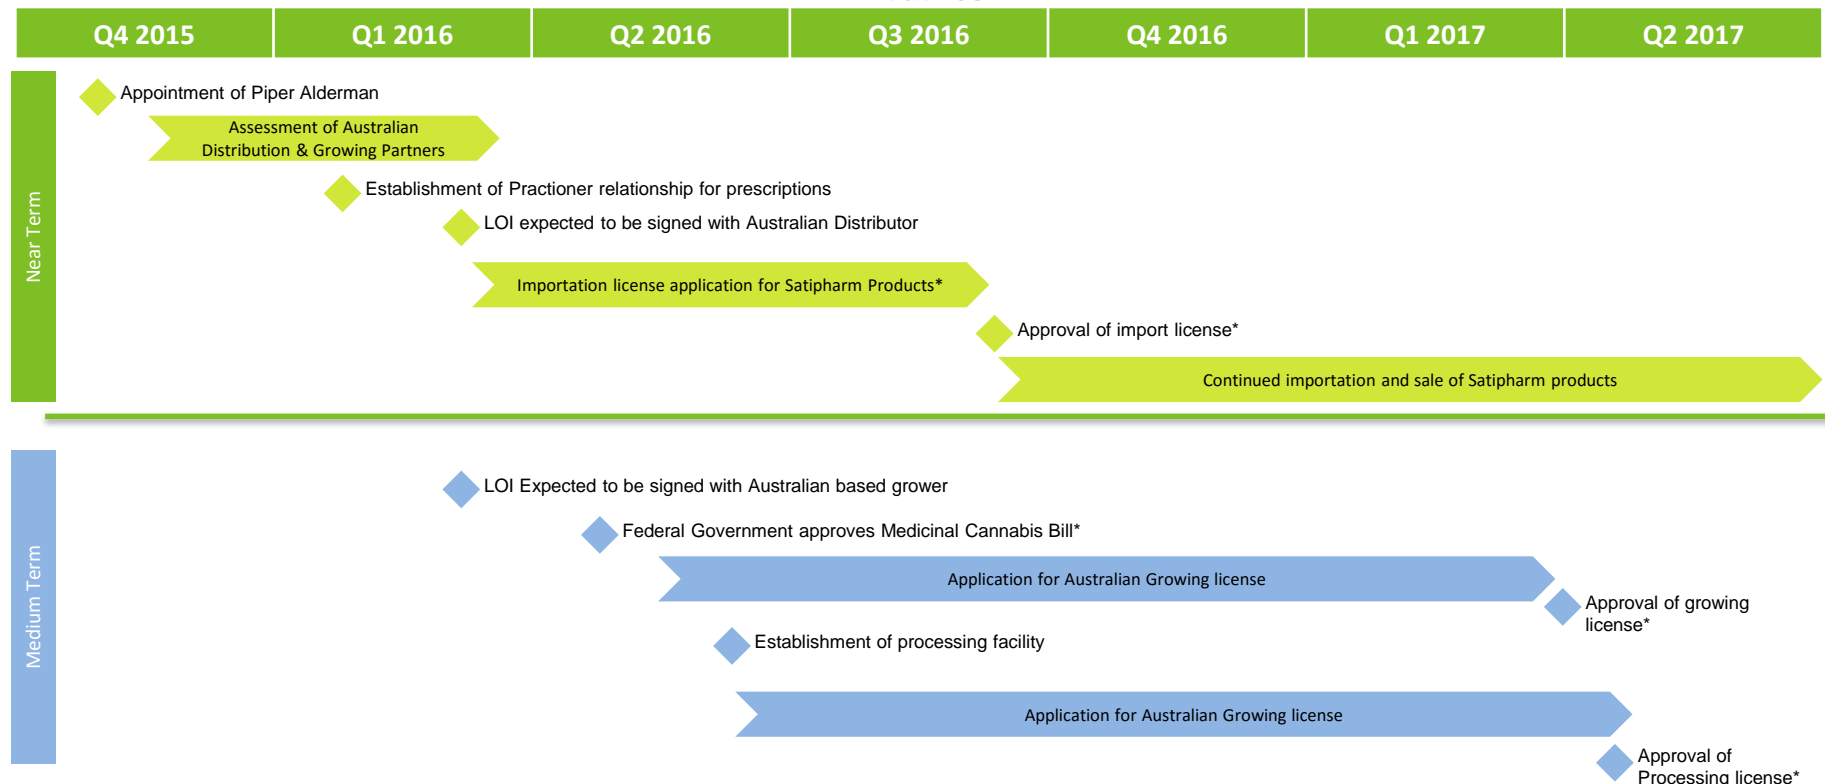 Q4 2015 Q1 2016 Q2 2016 Q3 2016 Q4 2016 Q1 2017 Q2 2017
Near Term
Appointment of Piper Alderman
Assessment of Australian
Distribution & Growing Partners
Establishment of Practioner relationship for prescriptions
LOI expected to be signed with Australian Distributor
Importation license application for Satipharm Products*
Approval of import license*
Continued importation and sale of Satipharm products
Medium Term
LOI Expected to be signed with Australian based grower
Federal Government approves Medicinal Cannabis Bill*
Application for Australian Growing license
Approval of growing
license*
Establishment of processing facility
Application for Australian Growing license
Approval of
Processing license*